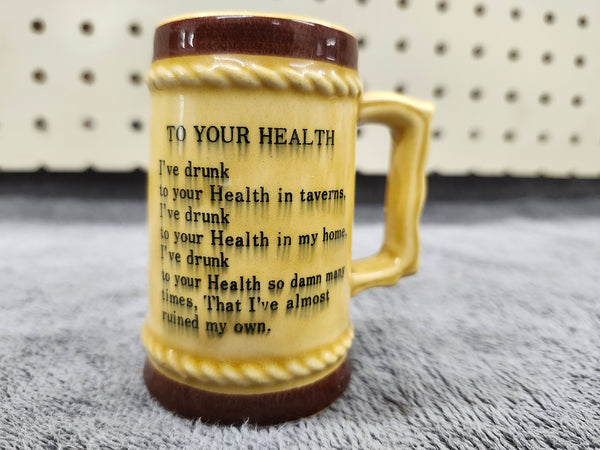 TO YOUR HEALTH
I've drunk
to your Health in taverns,
I've drunk
to your Health in my home,
I've drunk
to your Health so damn many
times, That I've almost
ruined my own.